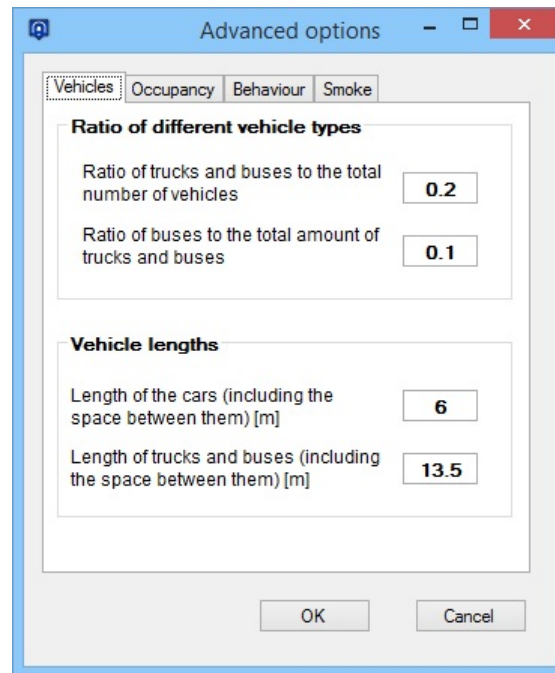 Advanced options
Vehicles Occupancy Behaviour Smoke
Ratio of different vehicle types
Ratio of trucks and buses to the total
number of vehicles
0.2
Ratio of buses to the total amount of
trucks and buses
0.1
Vehicle lengths
Length of the cars (including the
space between them) [m]
6
Length of trucks and buses (including
the space between them) [m]
13.5
OK Cancel